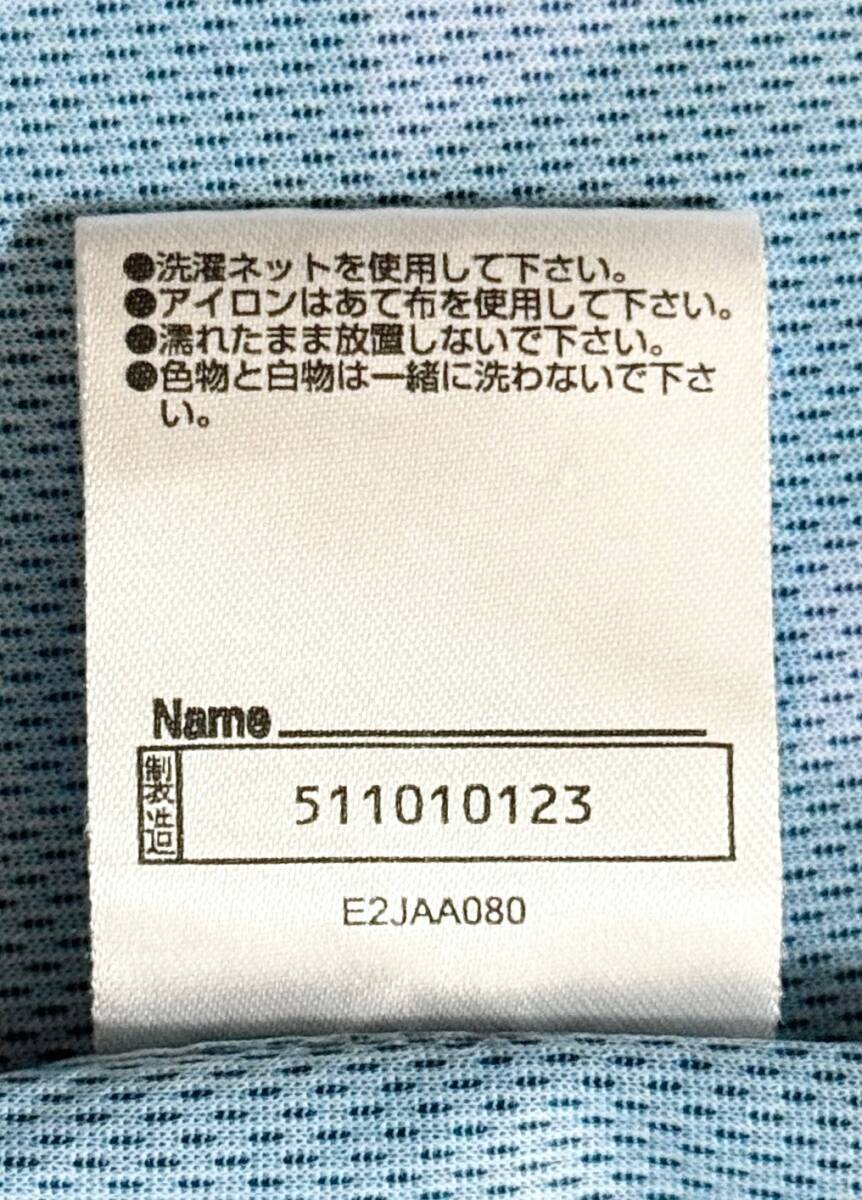 ●洗濯ネットを使用して下さい。
●アイロンはあて布を使用して下さい。
●濡れたまま放置しないで下さい。
●色物と白物は一緒に洗わないで下さ
い。
Name
製造
511010123
E2JAA080